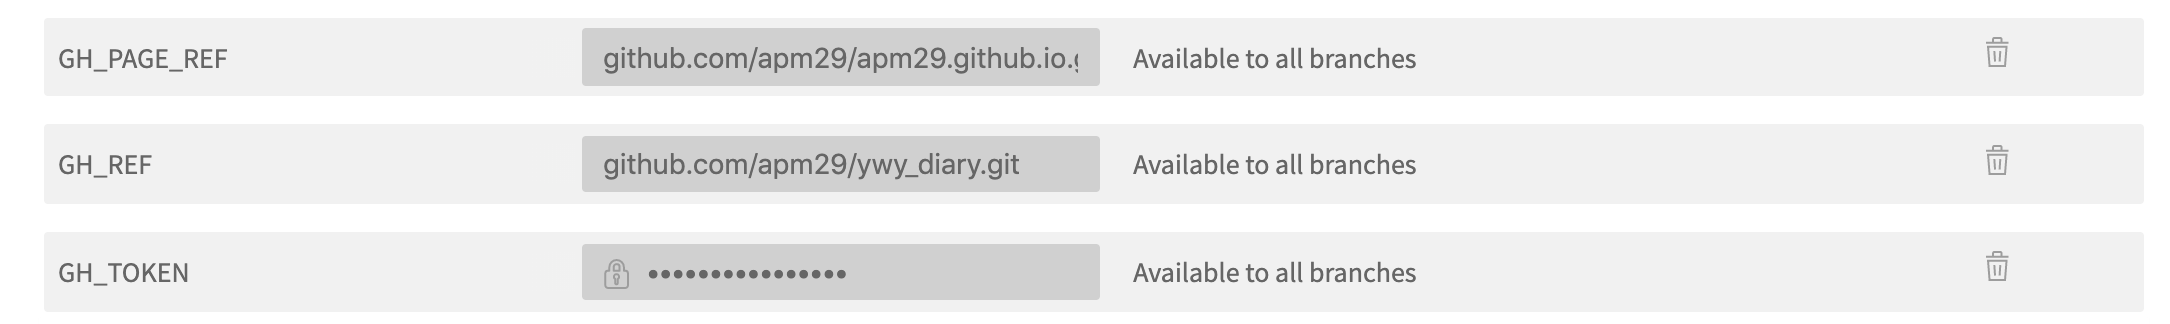 GH_PAGE_REF github.com/apm29/apm29.github.io.g Available to all branches
GH_REF github.com/apm29/ywy_diary.git Available to all branches
GH_TOKEN •••••••••••••••• Available to all branches